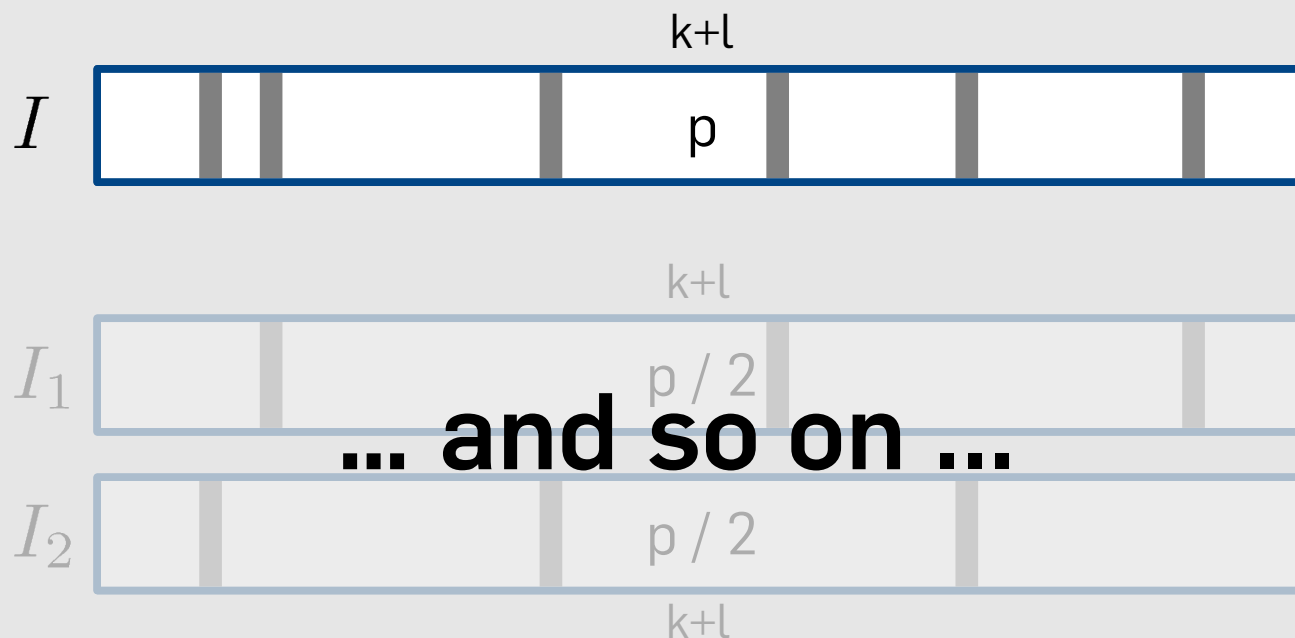 k+l
I
p
k+l
I₁
p / 2
... and so on ...
I₂
p / 2
k+l